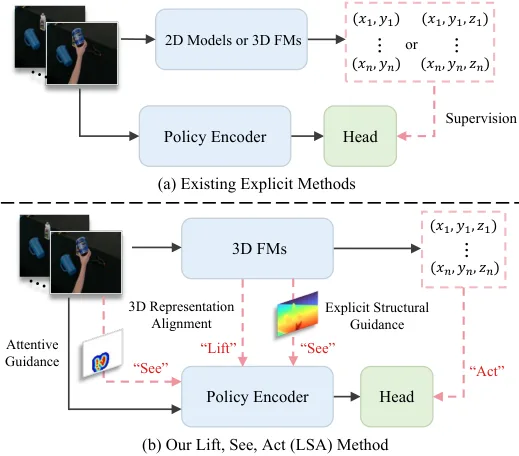 2D Models or 3D FMs
(x₁, y₁) (x₁, y₁, z₁)
⋮ or ⋮
(xₙ, yₙ) (xₙ, yₙ, zₙ)
Supervision
Policy Encoder
Head
(a) Existing Explicit Methods
3D FMs
(x₁, y₁, z₁)
⋮
(xₙ, yₙ, zₙ)
3D Representation
Alignment
Explicit Structural
Guidance
Attentive
Guidance
“See”
“Lift”
“See”
“Act”
Policy Encoder
Head
(b) Our Lift, See, Act (LSA) Method